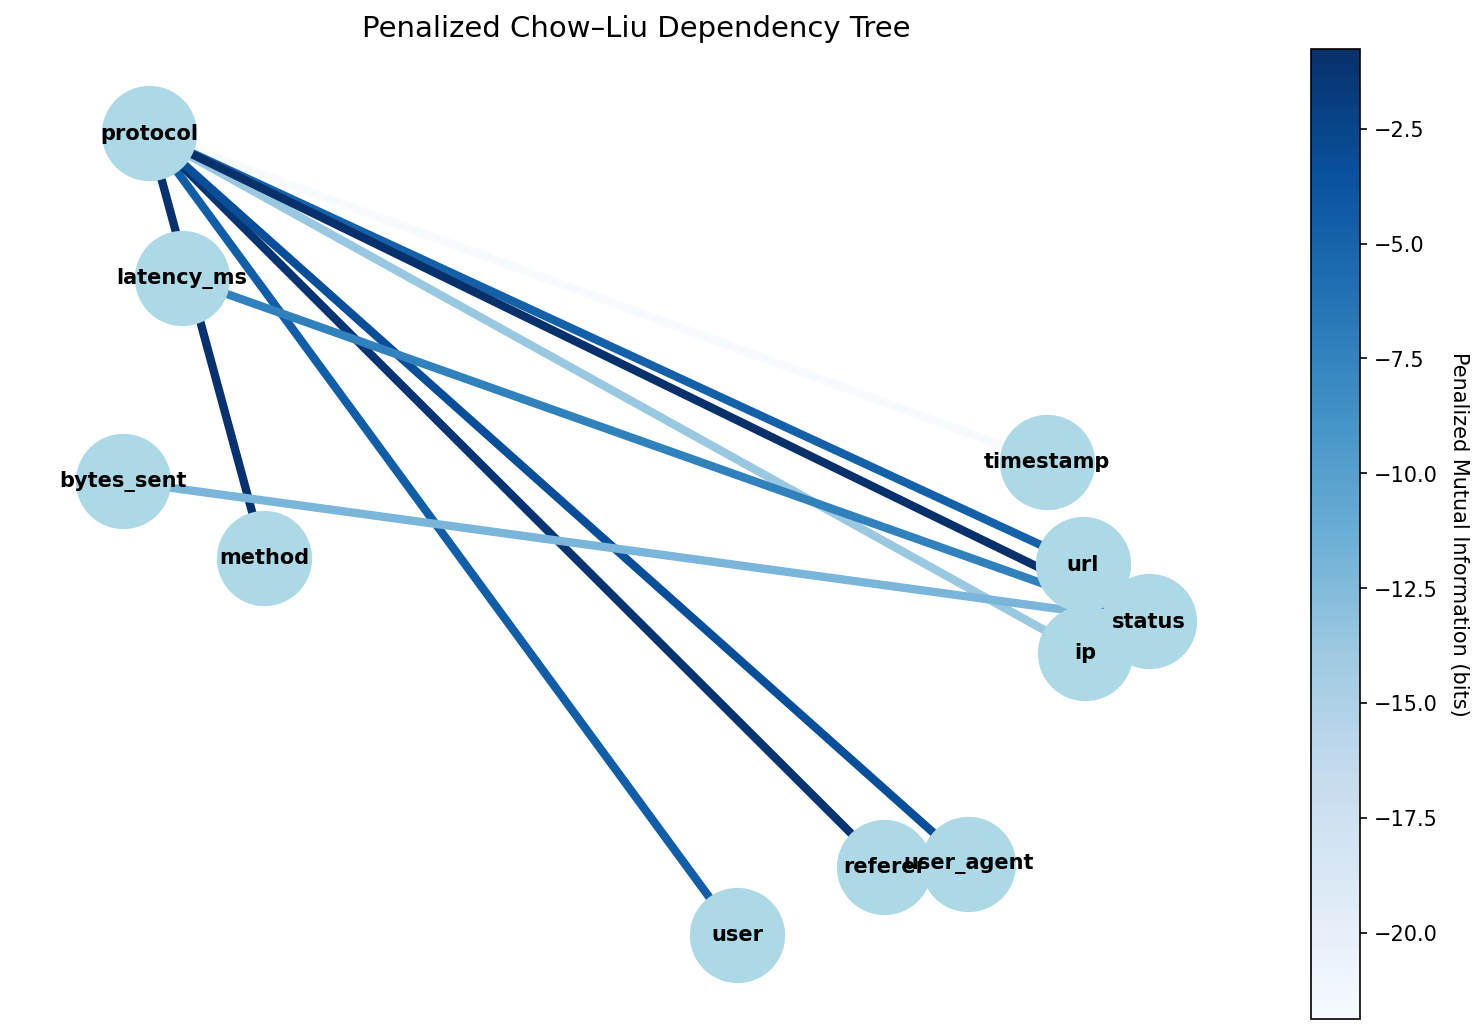 Penalized Chow–Liu Dependency Tree
protocol
latency_ms
bytes_sent
method
timestamp
url
status
ip
referer
user_agent
user
−2.5
−5.0
−7.5
−10.0
−12.5
−15.0
−17.5
−20.0
Penalized Mutual Information (bits)